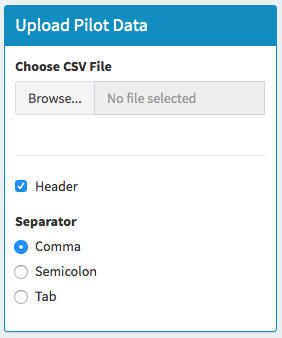 Upload Pilot Data
Choose CSV File
Browse... No file selected
Header
Separator
Comma
Semicolon
Tab